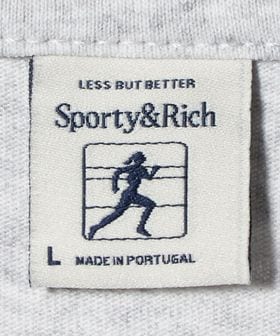 LESS BUT BETTER
Sporty&Rich
L MADE IN PORTUGAL